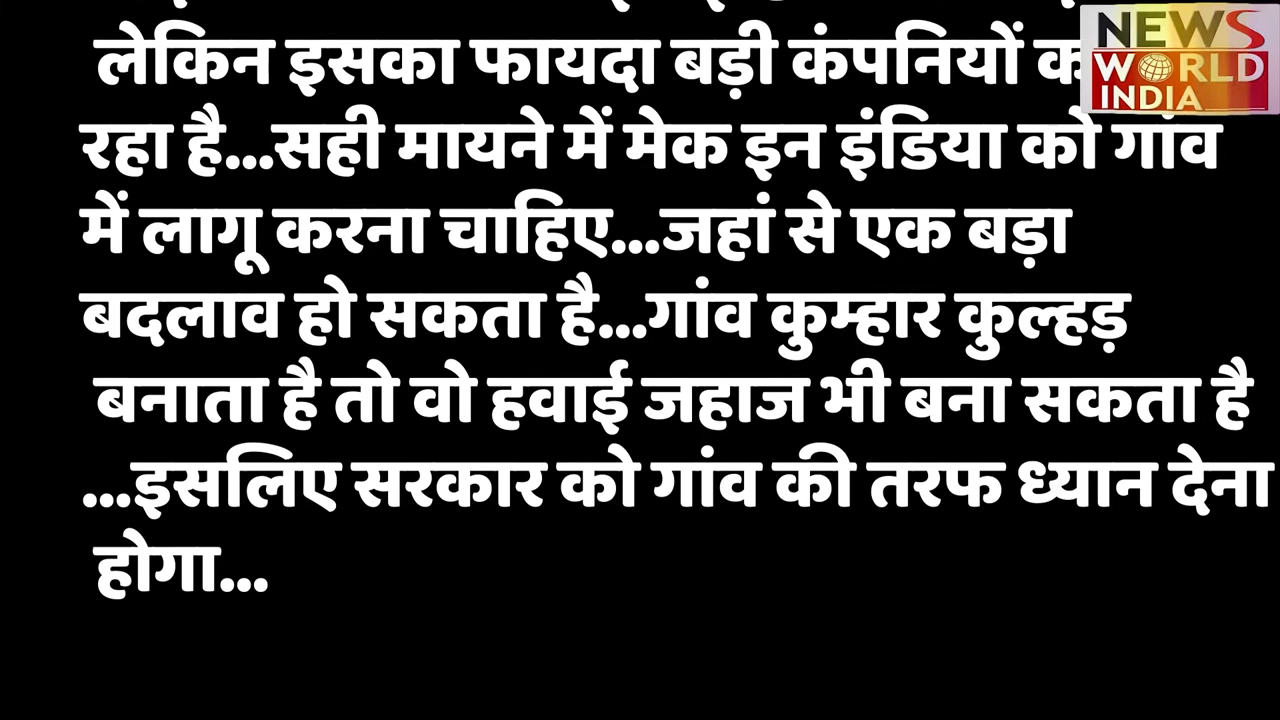 लेकिन इसका फायदा बड़ी कंपनियों
रहा है...सही मायने में मेक इन इंडिया को गांव
में लागू करना चाहिए...जहां से एक बड़ा
बदलाव हो सकता है...गांव कुम्हार कुल्हड़
बनाता है तो वो हवाई जहाज भी बना सकता है
...इसलिए सरकार को गांव की तरफ ध्यान देना
होगा...
NEWS
WORLD
INDIA